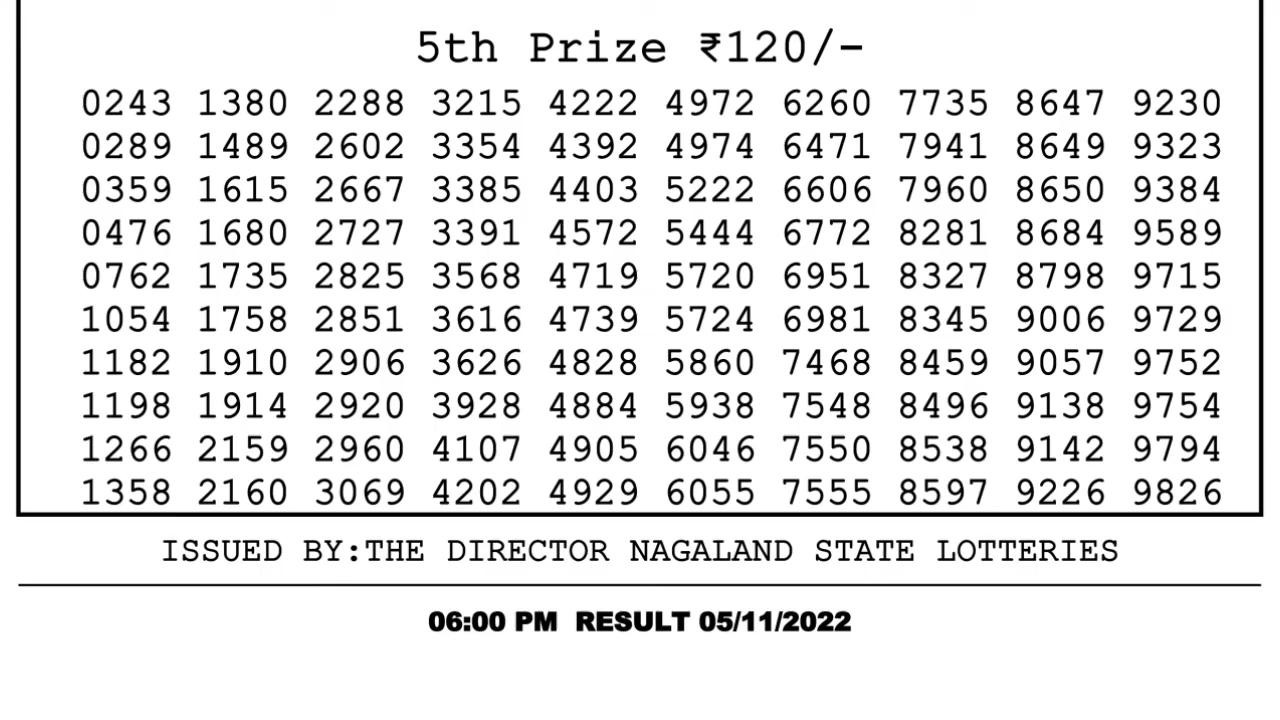 5th Prize ₹120/-
0243 1380 2288 3215 4222 4972 6260 7735 8647 9230
0289 1489 2602 3354 4392 4974 6471 7941 8649 9323
0359 1615 2667 3385 4403 5222 6606 7960 8650 9384
0476 1680 2727 3391 4572 5444 6772 8281 8684 9589
0762 1735 2825 3568 4719 5720 6951 8327 8798 9715
1054 1758 2851 3616 4739 5724 6981 8345 9006 9729
1182 1910 2906 3626 4828 5860 7468 8459 9057 9752
1198 1914 2920 3928 4884 5938 7548 8496 9138 9754
1266 2159 2960 4107 4905 6046 7550 8538 9142 9794
1358 2160 3069 4202 4929 6055 7555 8597 9226 9826
ISSUED BY:THE DIRECTOR NAGALAND STATE LOTTERIES
06:00 PM RESULT 05/11/2022